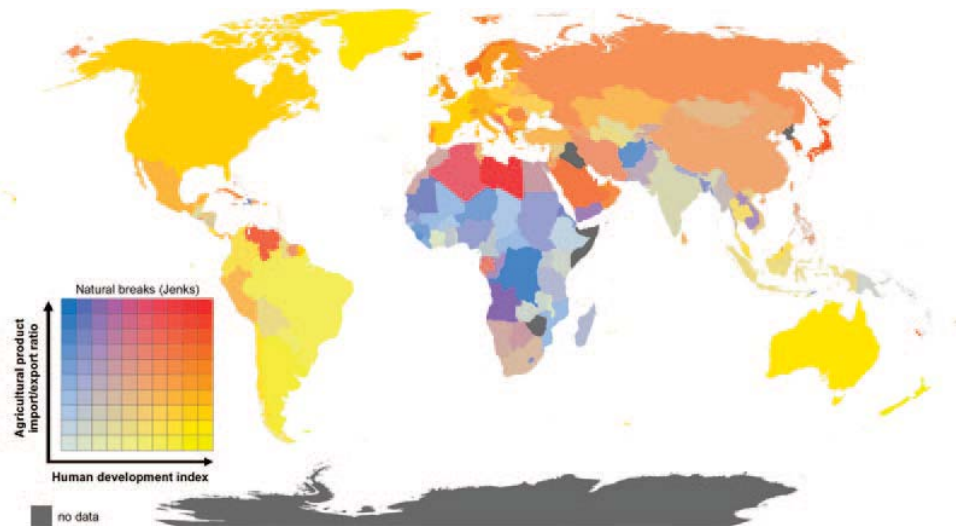 Natural breaks (Jenks)
Agricultural product
import/export ratio
Human development index
no data